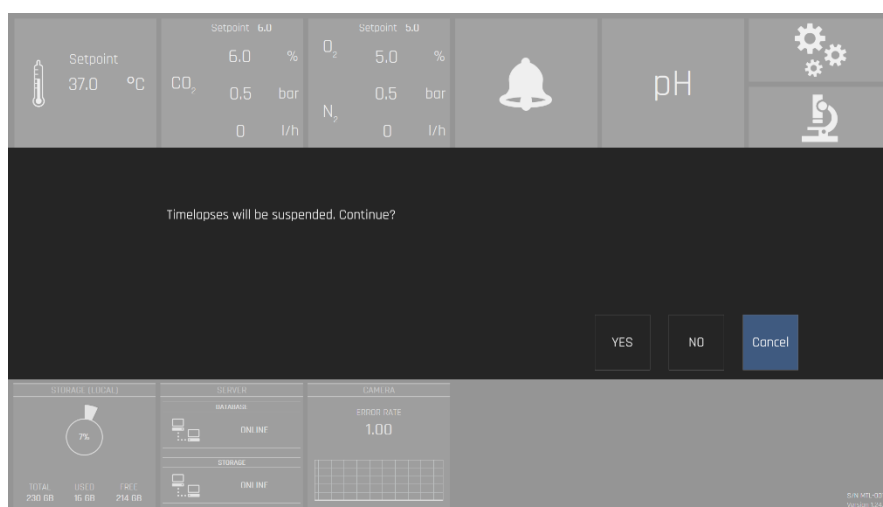 Setpoint
37.0 °C
Setpoint 6.0
6.0 %
CO2
0.5 bar
0 l/h
Setpoint 5.0
O2
5.0 %
0.5 bar
N2
0 l/h
pH
Timelapses will be suspended. Continue?
YES
NO
Cancel
STORAGE (LOCAL)
7%
TOTAL USED FREE
230 GB 16 GB 214 GB
SERVER
DATABASE
ONLINE
STORAGE
ONLINE
CAMERA
ERROR RATE
1.00